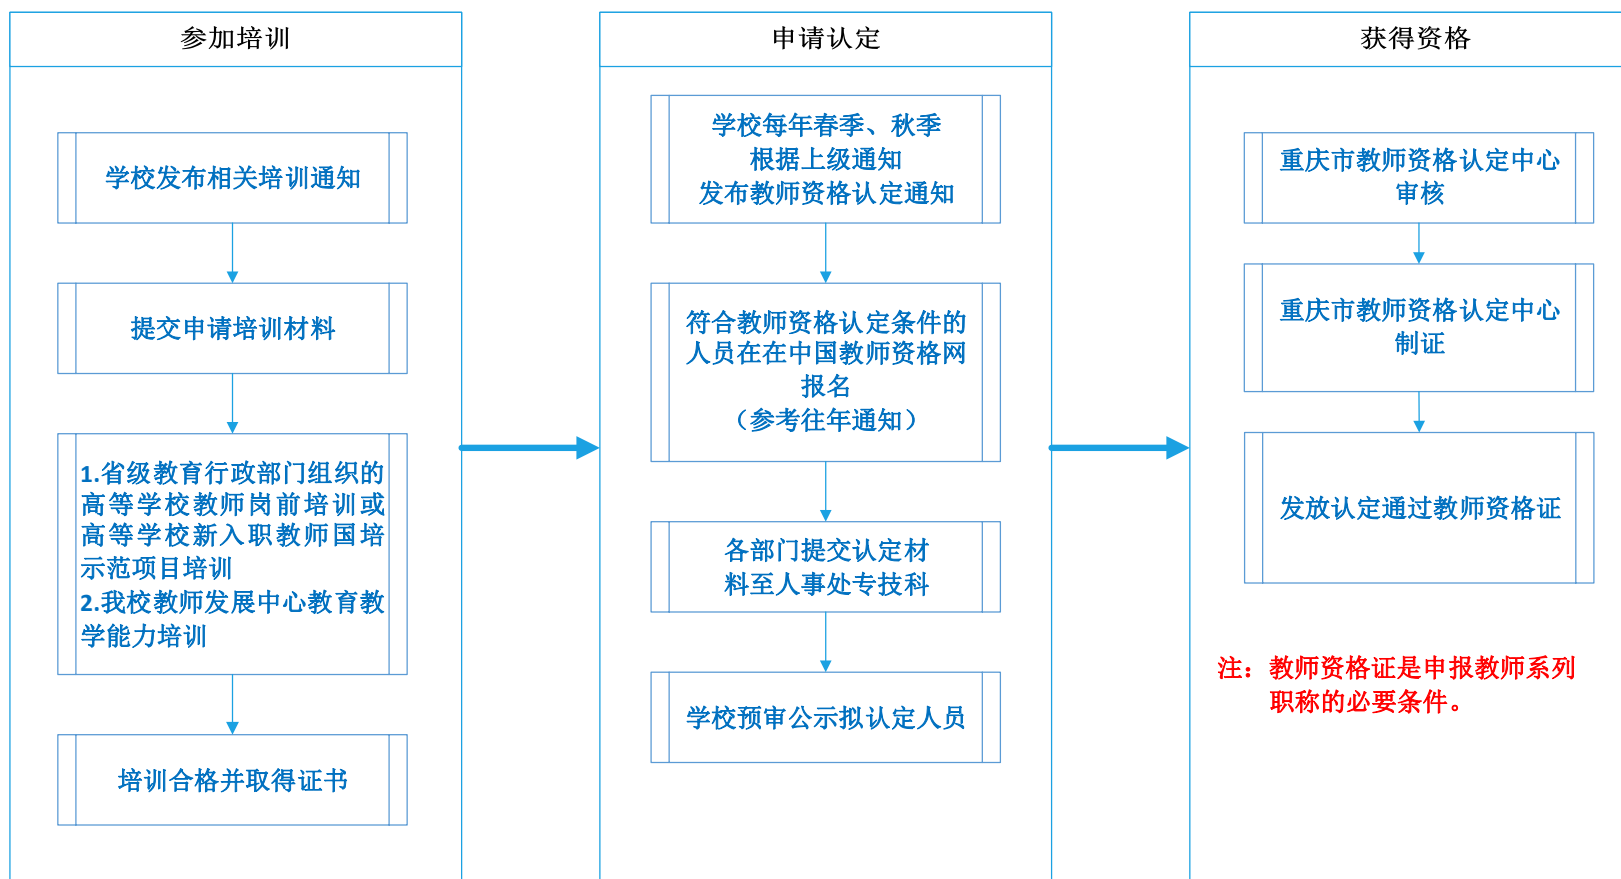 参加培训
学校发布相关培训通知
提交申请培训材料
1.省级教育行政部门组织的
高等学校教师岗前培训或
高等学校新入职教师国培
示范项目培训
2.我校教师发展中心教育教
学能力培训
培训合格并取得证书
申请认定
学校每年春季、秋季
根据上级通知
发布教师资格认定通知
符合教师资格认定条件的
人员在在中国教师资格网
报名
（参考往年通知）
各部门提交认定材
料至人事处专技科
学校预审公示拟认定人员
获得资格
重庆市教师资格认定中心
审核
重庆市教师资格认定中心
制证
发放认定通过教师资格证
注：教师资格证是申报教师系列
职称的必要条件。